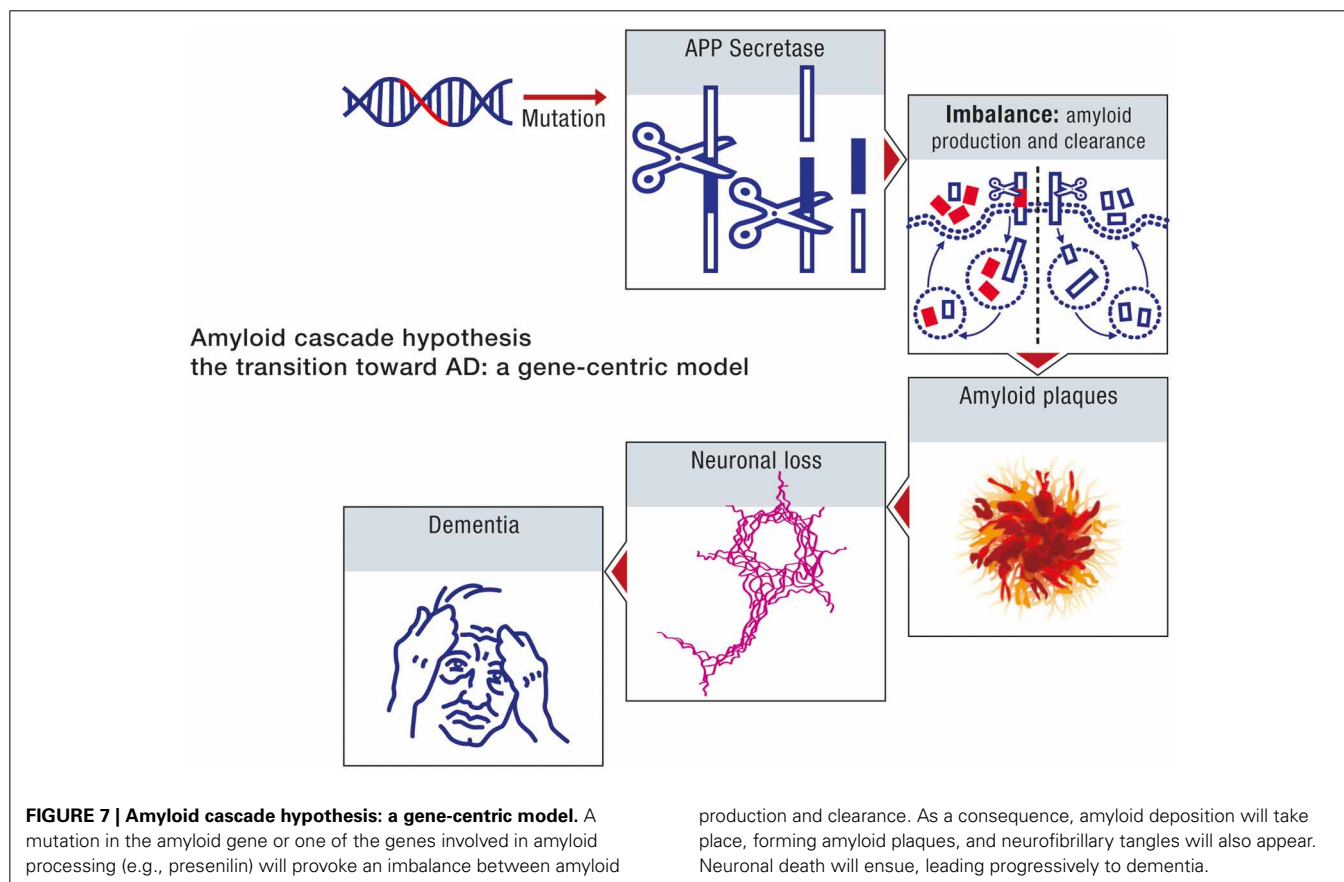 APP Secretase
Mutation
Imbalance: amyloid
production and clearance
Amyloid cascade hypothesis
the transition toward AD: a gene-centric model
Amyloid plaques
Neuronal loss
Dementia
FIGURE 7 | Amyloid cascade hypothesis: a gene-centric model. A
mutation in the amyloid gene or one of the genes involved in amyloid
processing (e.g., presenilin) will provoke an imbalance between amyloid
production and clearance. As a consequence, amyloid deposition will take
place, forming amyloid plaques, and neurofibrillary tangles will also appear.
Neuronal death will ensue, leading progressively to dementia.